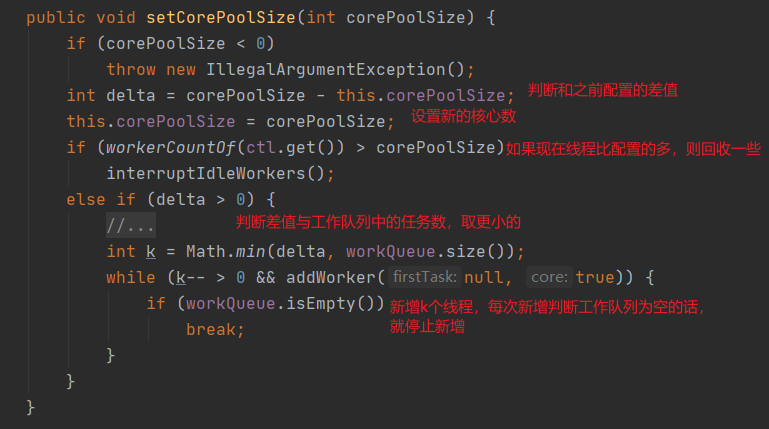 public void setCorePoolSize(int corePoolSize) {
if (corePoolSize < 0)
throw new IllegalArgumentException();
int delta = corePoolSize - this.corePoolSize; 判断和之前配置的差值
this.corePoolSize = corePoolSize; 设置新的核心数
if (workerCountOf(ctl.get()) > corePoolSize)如果现在线程比配置的多，则回收一些
interruptIdleWorkers();
else if (delta > 0) {
//... 判断差值与工作队列中的任务数，取更小的
int k = Math.min(delta, workQueue.size());
while (k-- > 0 && addWorker( firstTask: null, core: true)) {
if (workQueue.isEmpty()) 新增k个线程，每次新增判断工作队列为空的话，
就停止新增
break;
}
}
}